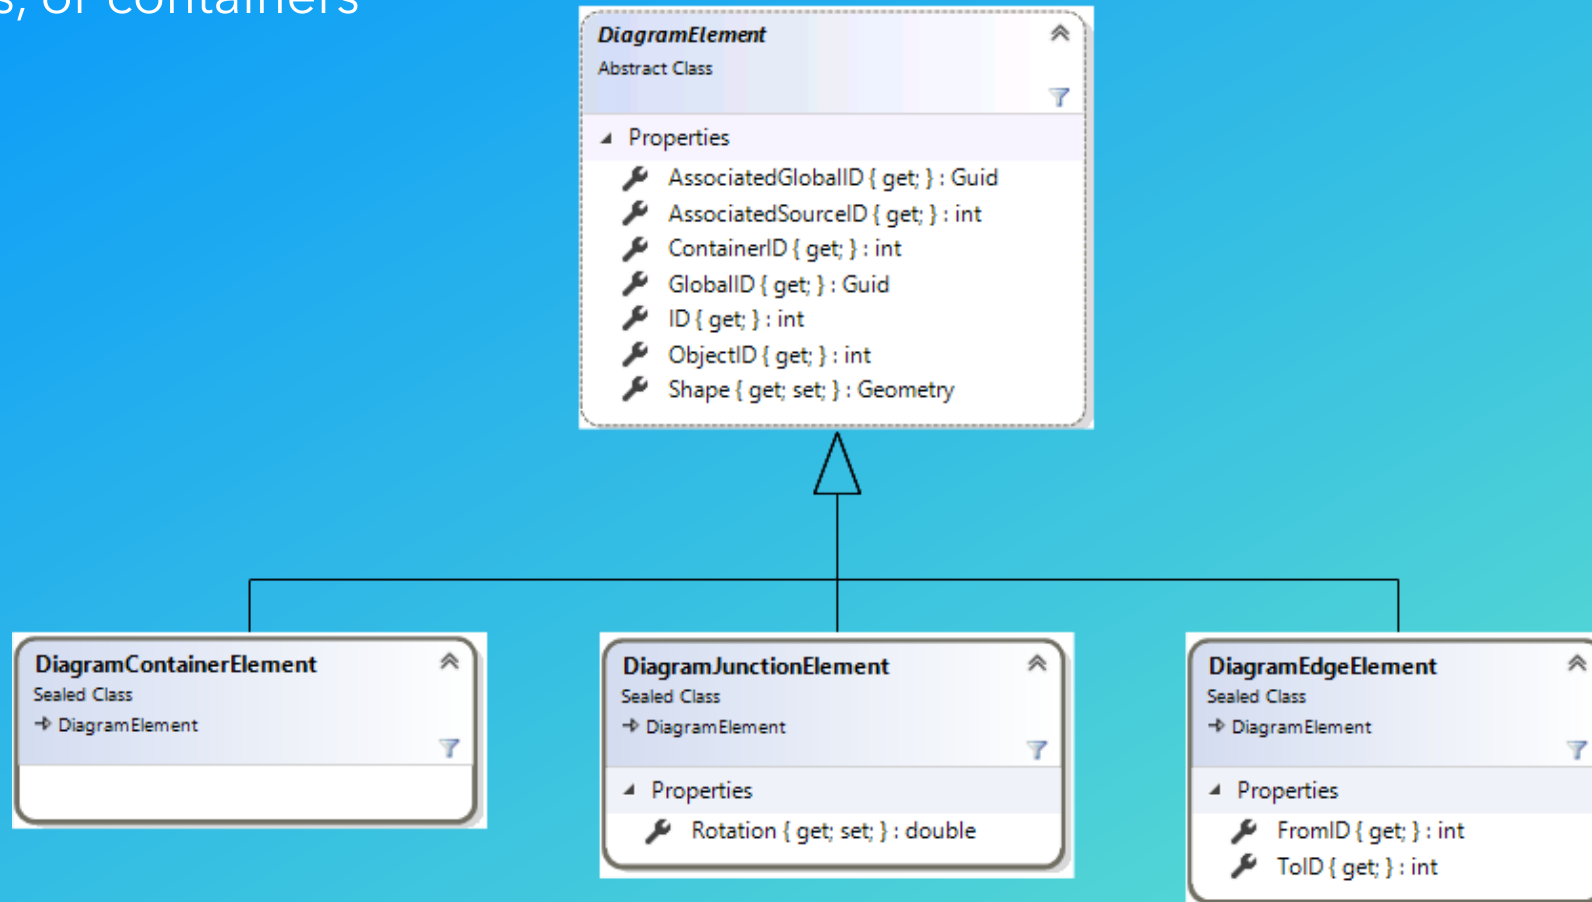 s, or containers
DiagramElement
Abstract Class
Properties
AssociatedGlobalID { get; } : Guid
AssociatedSourceID { get; } : int
ContainerID { get; } : int
GlobalID { get; } : Guid
ID { get; } : int
ObjectID { get; } : int
Shape { get; set; } : Geometry
DiagramContainerElement
Sealed Class
DiagramElement
DiagramJunctionElement
Sealed Class
DiagramElement
Properties
Rotation { get; set; } : double
DiagramEdgeElement
Sealed Class
DiagramElement
Properties
FromID { get; } : int
ToID { get; } : int